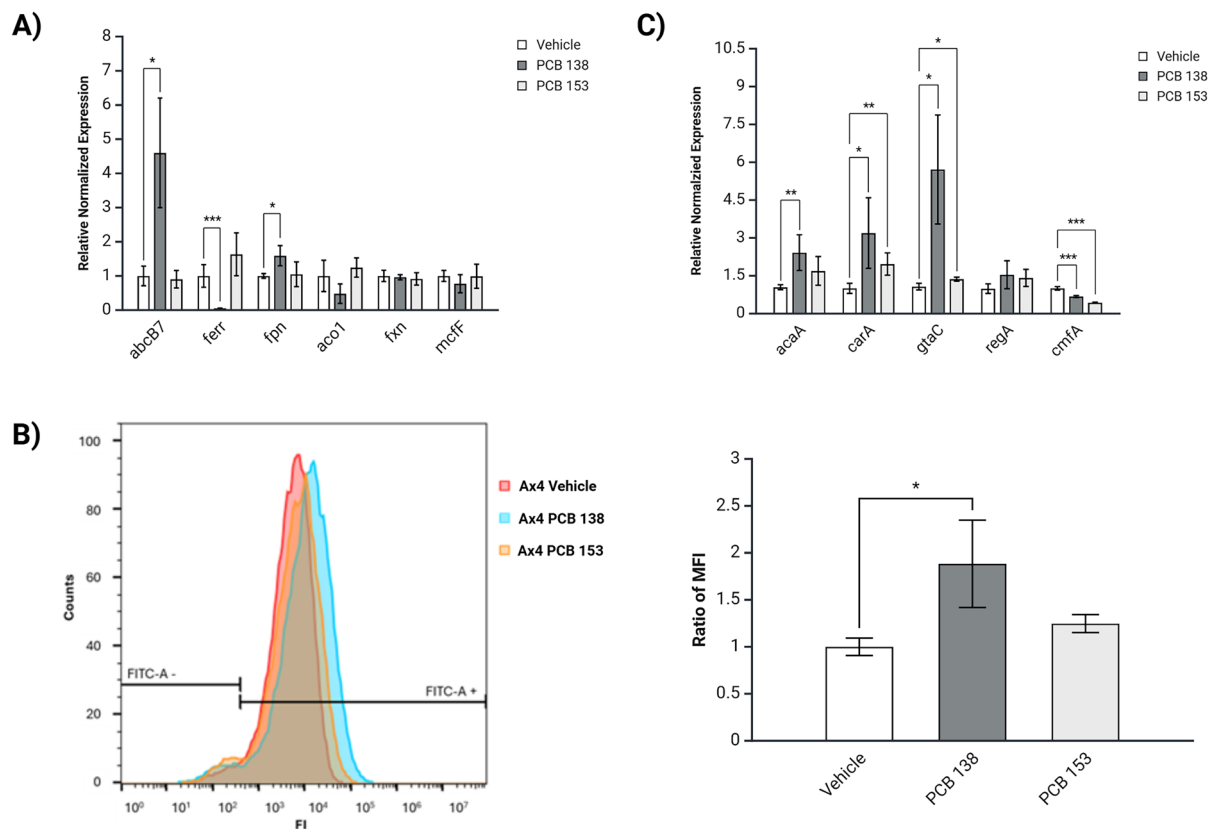 A)
8
7
6
5
4
3
2
1
0
Relative Normalized Expression
*
***
*
abcB7
ferr
fpn
aco1
fxn
mcfF
Vehicle
PCB 138
PCB 153
C)
10.5
9
7.5
6
4.5
3
1.5
0
Relative Normalzied Expression
**
*
**
*
*
***
***
acaA
carA
gtaC
regA
cmfA
Vehicle
PCB 138
PCB 153
B)
100
80
60
40
20
0
Counts
FITC-A -
FITC-A +
10⁰ 10¹ 10² 10³ 10⁴ 10⁵ 10⁶ 10⁷
FI
Ax4 Vehicle
Ax4 PCB 138
Ax4 PCB 153
3
2.5
2
1.5
1
0.5
0
Ratio of MFI
*
Vehicle
PCB 138
PCB 153